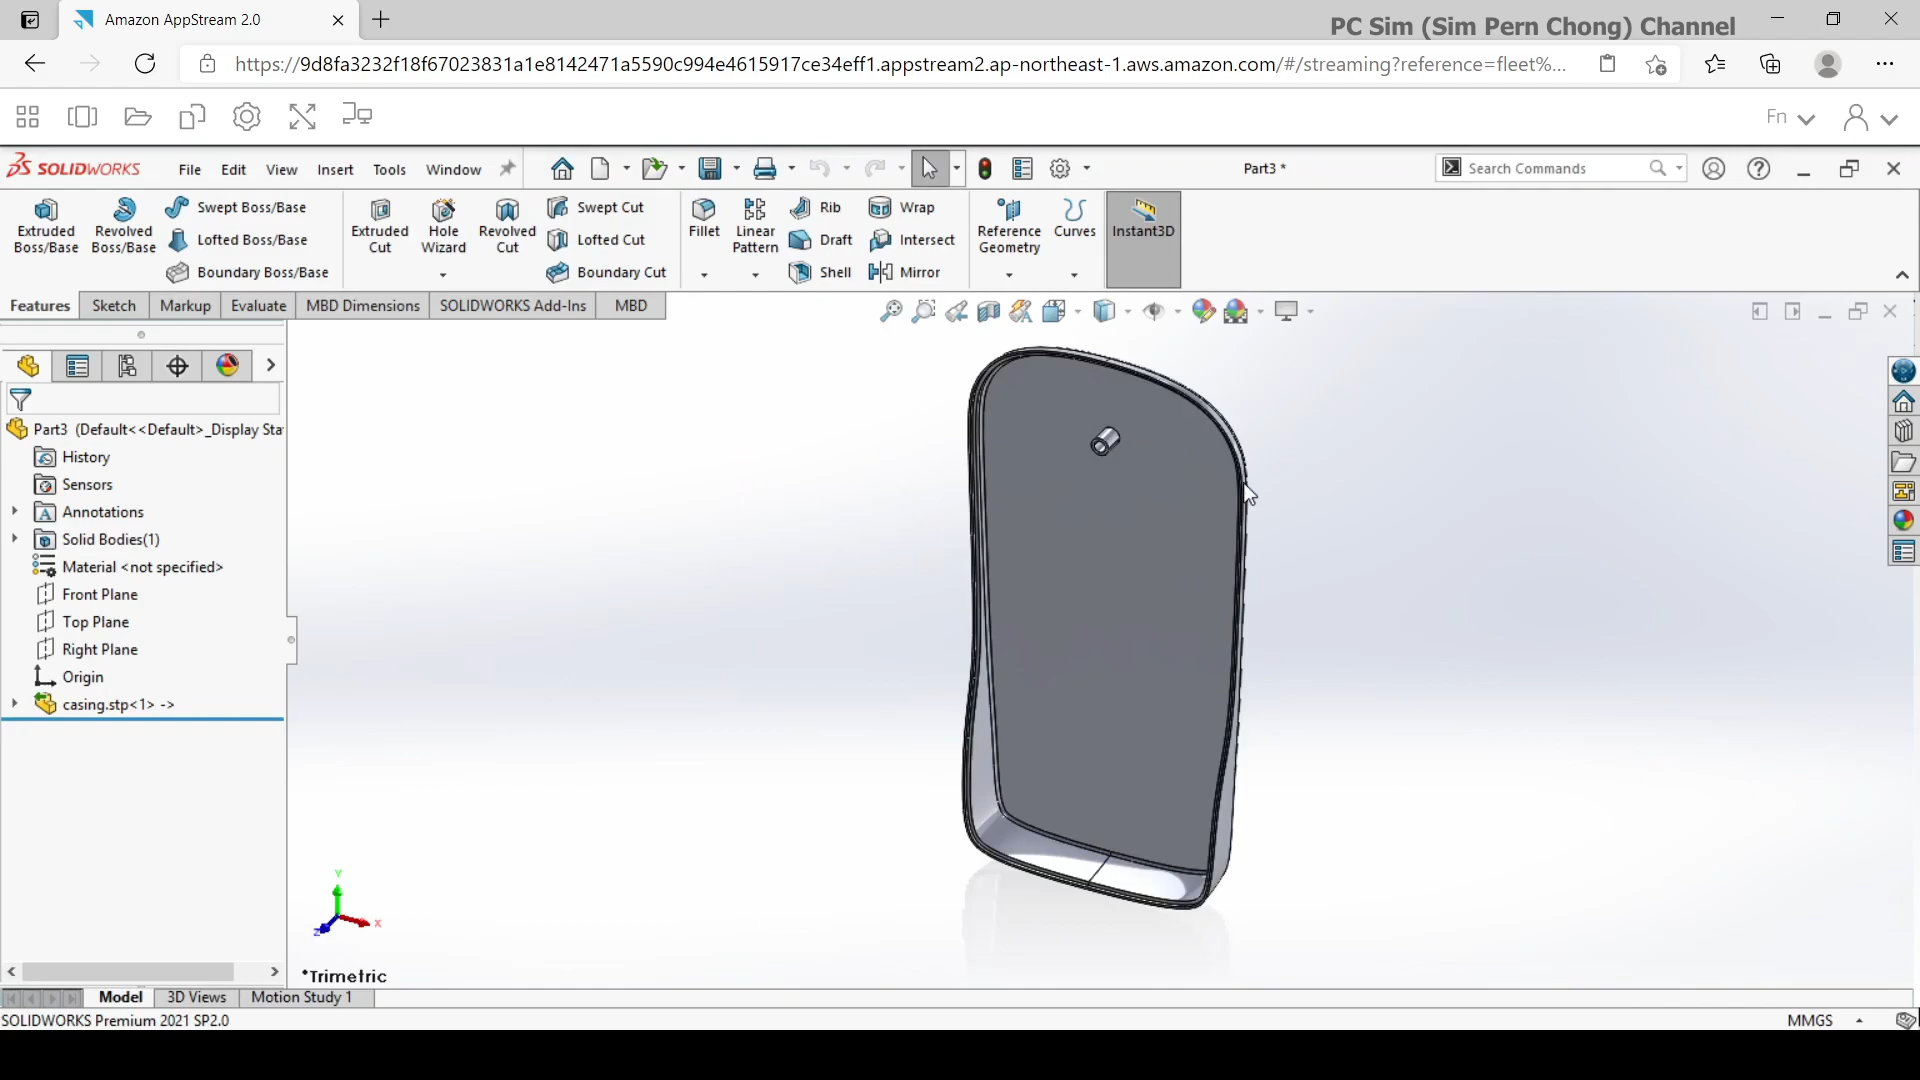 Amazon AppStream 2.0
PC Sim (Sim Pern Chong) Channel
https://9d8fa3232f18f67023831a1e8142471a5590c994e4615917ce34eff1.appstream2.ap-northeast-1.aws.amazon.com/#/streaming?reference=fleet%...
Fn
SOLIDWORKS File Edit View Insert Tools Window Part3 * Search Commands
Extruded Boss/Base
Revolved Boss/Base
Swept Boss/Base
Lofted Boss/Base
Boundary Boss/Base
Extruded Cut
Hole Wizard
Revolved Cut
Swept Cut
Lofted Cut
Boundary Cut
Fillet
Linear Pattern
Rib
Draft
Shell
Wrap
Intersect
Mirror
Reference Geometry
Curves
Instant3D
Features Sketch Markup Evaluate MBD Dimensions SOLIDWORKS Add-Ins MBD
Part3 (Default<<Default>_Display Sta
History
Sensors
Annotations
Solid Bodies(1)
Material <not specified>
Front Plane
Top Plane
Right Plane
Origin
casing.stp<1> ->
Y
X
Z
*Trimetric
Model 3D Views Motion Study 1
SOLIDWORKS Premium 2021 SP2.0
MMGS